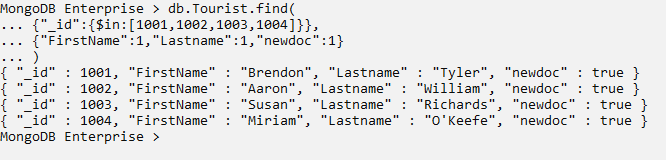 MongoDB Enterprise > db.Tourist.find(
... {"_id":{$in:[1001,1002,1003,1004]}},
... {"FirstName":1,"Lastname":1,"newdoc":1}
... )
{ "_id" : 1001, "FirstName" : "Brendon", "Lastname" : "Tyler", "newdoc" : true }
{ "_id" : 1002, "FirstName" : "Aaron", "Lastname" : "William", "newdoc" : true }
{ "_id" : 1003, "FirstName" : "Susan", "Lastname" : "Richards", "newdoc" : true }
{ "_id" : 1004, "FirstName" : "Miriam", "Lastname" : "O'Keefe", "newdoc" : true }
MongoDB Enterprise >